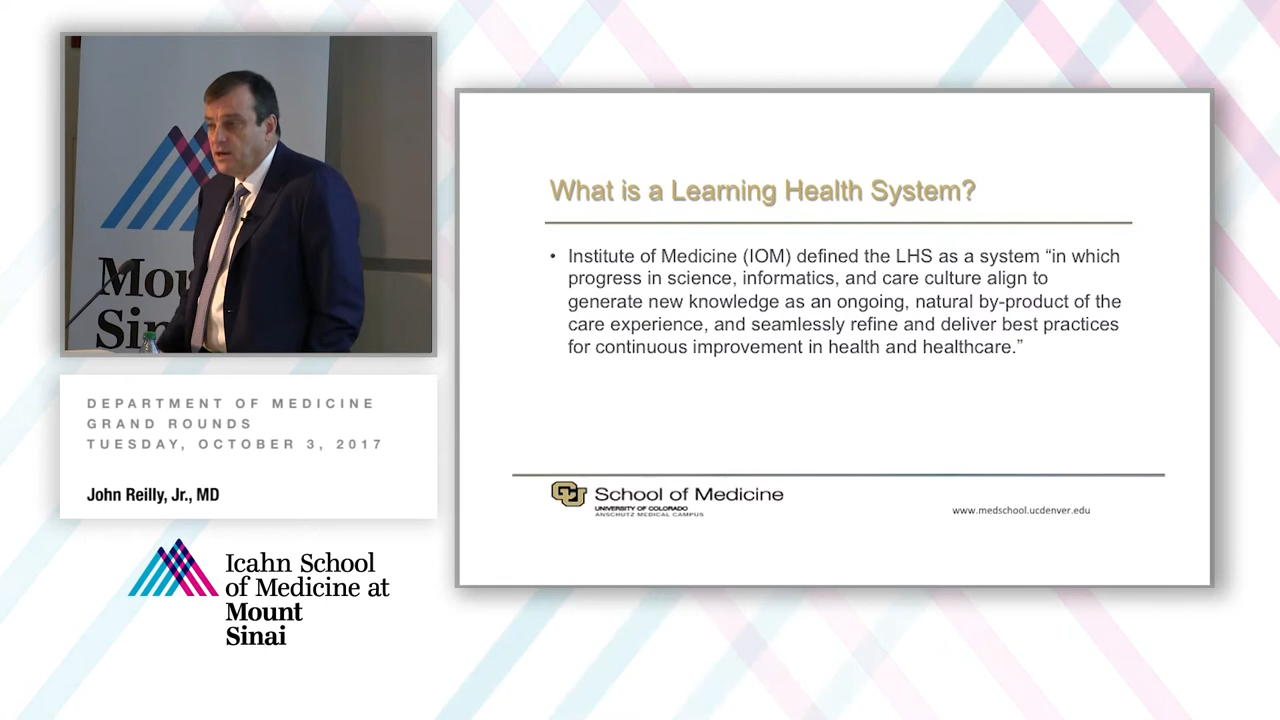 Mount
Sinai
DEPARTMENT OF MEDICINE
GRAND ROUNDS
TUESDAY, OCTOBER 3, 2017
John Reilly, Jr., MD
Icahn School
of Medicine at
Mount
Sinai
What is a Learning Health System?
• Institute of Medicine (IOM) defined the LHS as a system “in which
progress in science, informatics, and care culture align to
generate new knowledge as an ongoing, natural by-product of the
care experience, and seamlessly refine and deliver best practices
for continuous improvement in health and healthcare.”
CU
School of Medicine
UNIVERSITY OF COLORADO
ANSCHUTZ MEDICAL CAMPUS
www.medschool.ucdenver.edu